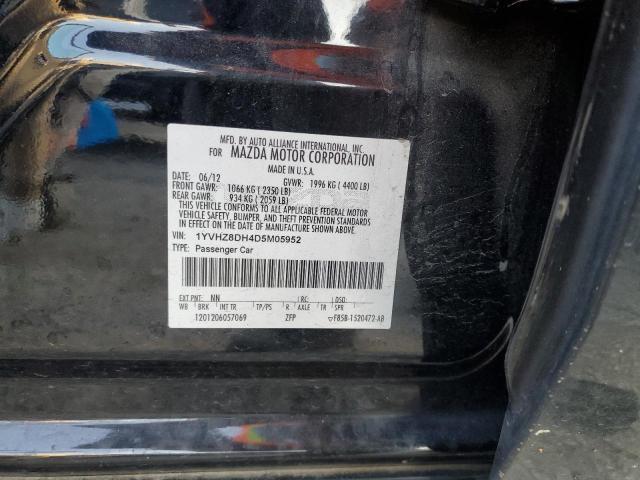 MFD. BY AUTO ALLIANCE INTERNATIONAL, INC.
FOR MAZDA MOTOR CORPORATION
MADE IN U.S.A.
DATE: 06/12 GVWR: 1996 KG ( 4400 LB)
FRONT GAWR: 1066 KG ( 2350 LB)
REAR GAWR: 934 KG ( 2059 LB)
THIS VEHICLE CONFORMS TO ALL APPLICABLE FEDERAL MOTOR
VEHICLE SAFETY, BUMPER, AND THEFT PREVENTION STANDARDS
IN EFFECT ON THE DATE OF MANUFACTURE SHOWN ABOVE.
VIN: 1YVHZ8DH4D5M05952
TYPE: Passenger Car
EXT PNT: NN RC: DSO:
WB BRK INT TR TP/PS R AXLE TR SPR
1201206057069 ZFP F85B-1520472-AB